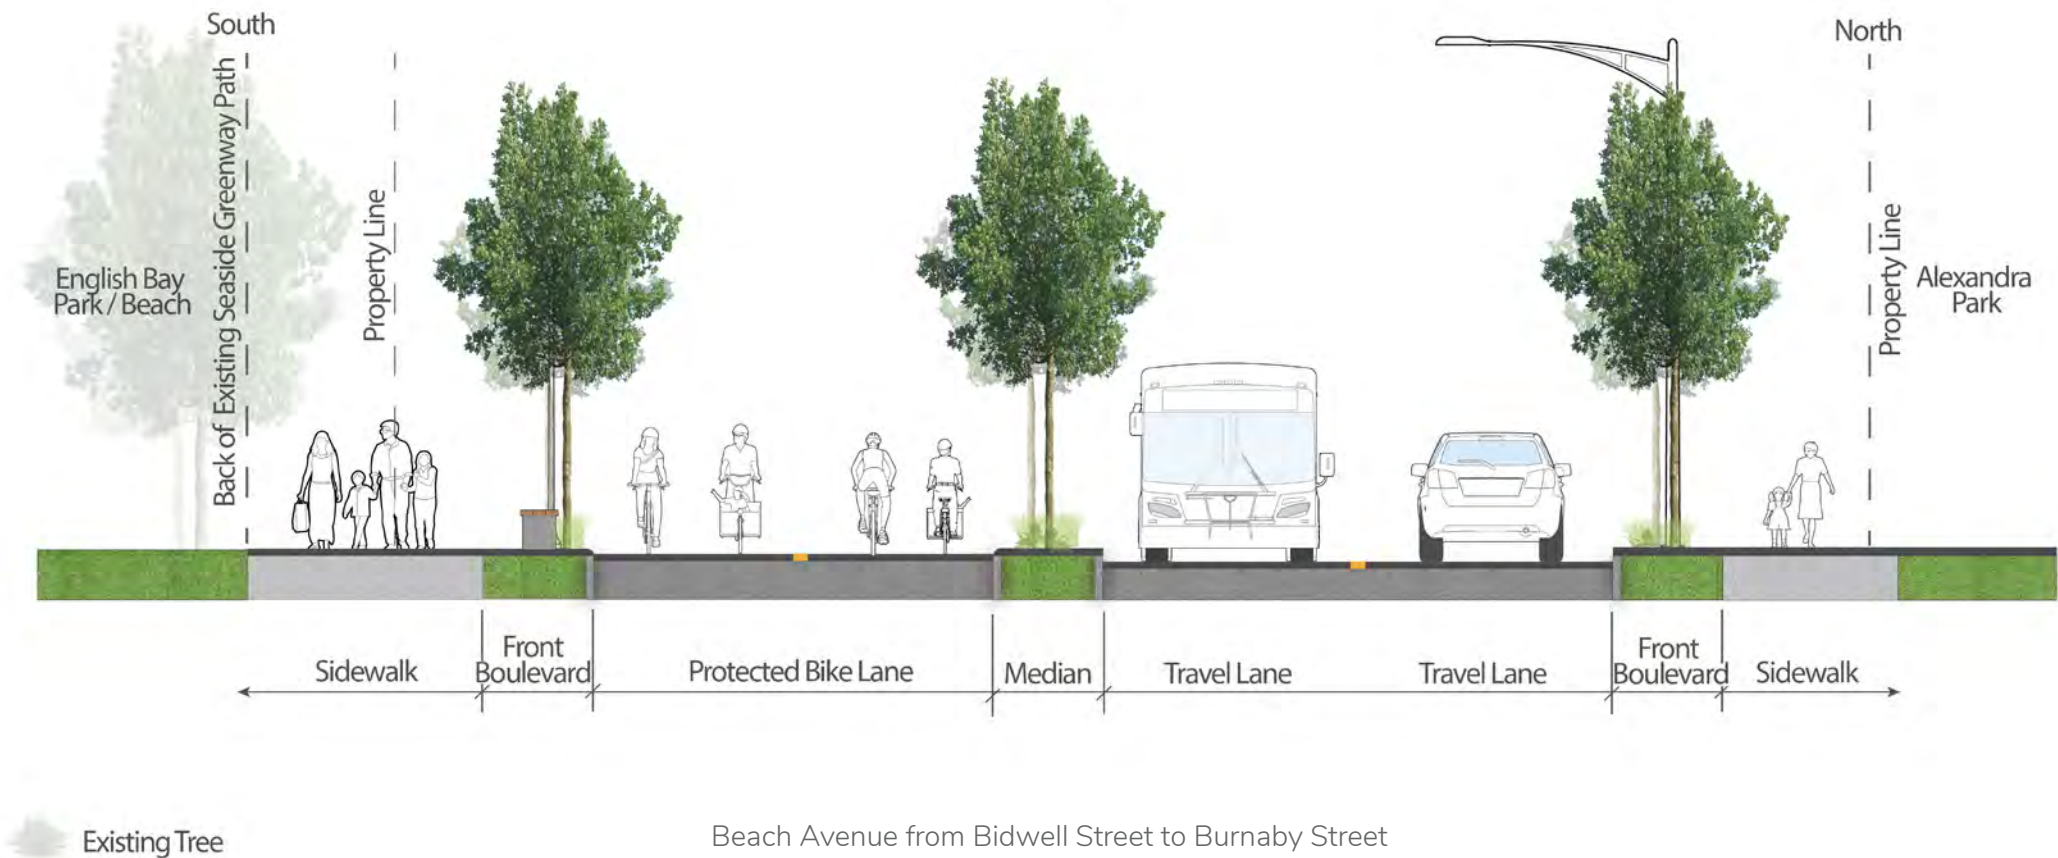 South
North
Back of Existing Seaside Greenway Path
Property Line
Property Line
English Bay
Park / Beach
Alexandra
Park
Sidewalk
Front
Boulevard
Protected Bike Lane
Median
Travel Lane
Travel Lane
Front
Boulevard
Sidewalk
Existing Tree
Beach Avenue from Bidwell Street to Burnaby Street